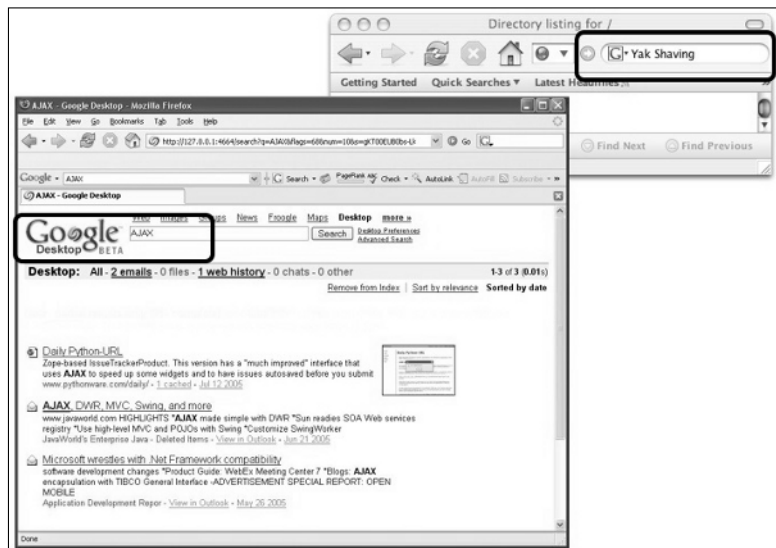 Directory listing for /
Yak Shaving
Getting Started Quick Searches Latest Headlines
Find Next Find Previous
AJAX - Google Desktop - Mozilla Firefox
File Edit View Go Bookmarks Tab Tools Help
Go
Google AJAX Search PageRank ABC Check AutoLink AutoFill Subscribe »
AJAX - Google Desktop
Web Images Groups News Froogle Maps Desktop more »
Google Desktop BETA AJAX Search Desktop Preferences
Advanced Search
Desktop: All - 2 emails - 0 files - 1 web history - 0 chats - 0 other 1-3 of 3 (0.01s)
Remove from Index | Sort by relevance Sorted by date
Daily Python-URL
Zope-based IssueTrackerProduct. This version has a "much improved" interface that
uses AJAX to speed up some widgets and to have issues autosaved before you submit
www.pythonware.com/daily/ - 1 cached - Jul 12 2005
AJAX, DWR, MVC, Swing, and more
www.javaworld.com HIGHLIGHTS "AJAX made simple with DWR "Sun readies SOA Web services
registry "Use high-level MVC and POJOs with Swing "Customize SwingWorker
JavaWorld's Enterprise Java - Deleted Items - View in Outlook - Jun 21 2005
Microsoft wrestles with .Net Framework compatibility
software development changes "Product Guide: WebEx Meeting Center 7 "Blogs: AJAX
encapsulation with TIBCO General Interface -ADVERTISEMENT SPECIAL REPORT: OPEN
MOBILE
Application Development Repor - View in Outlook - May 26 2005
Done